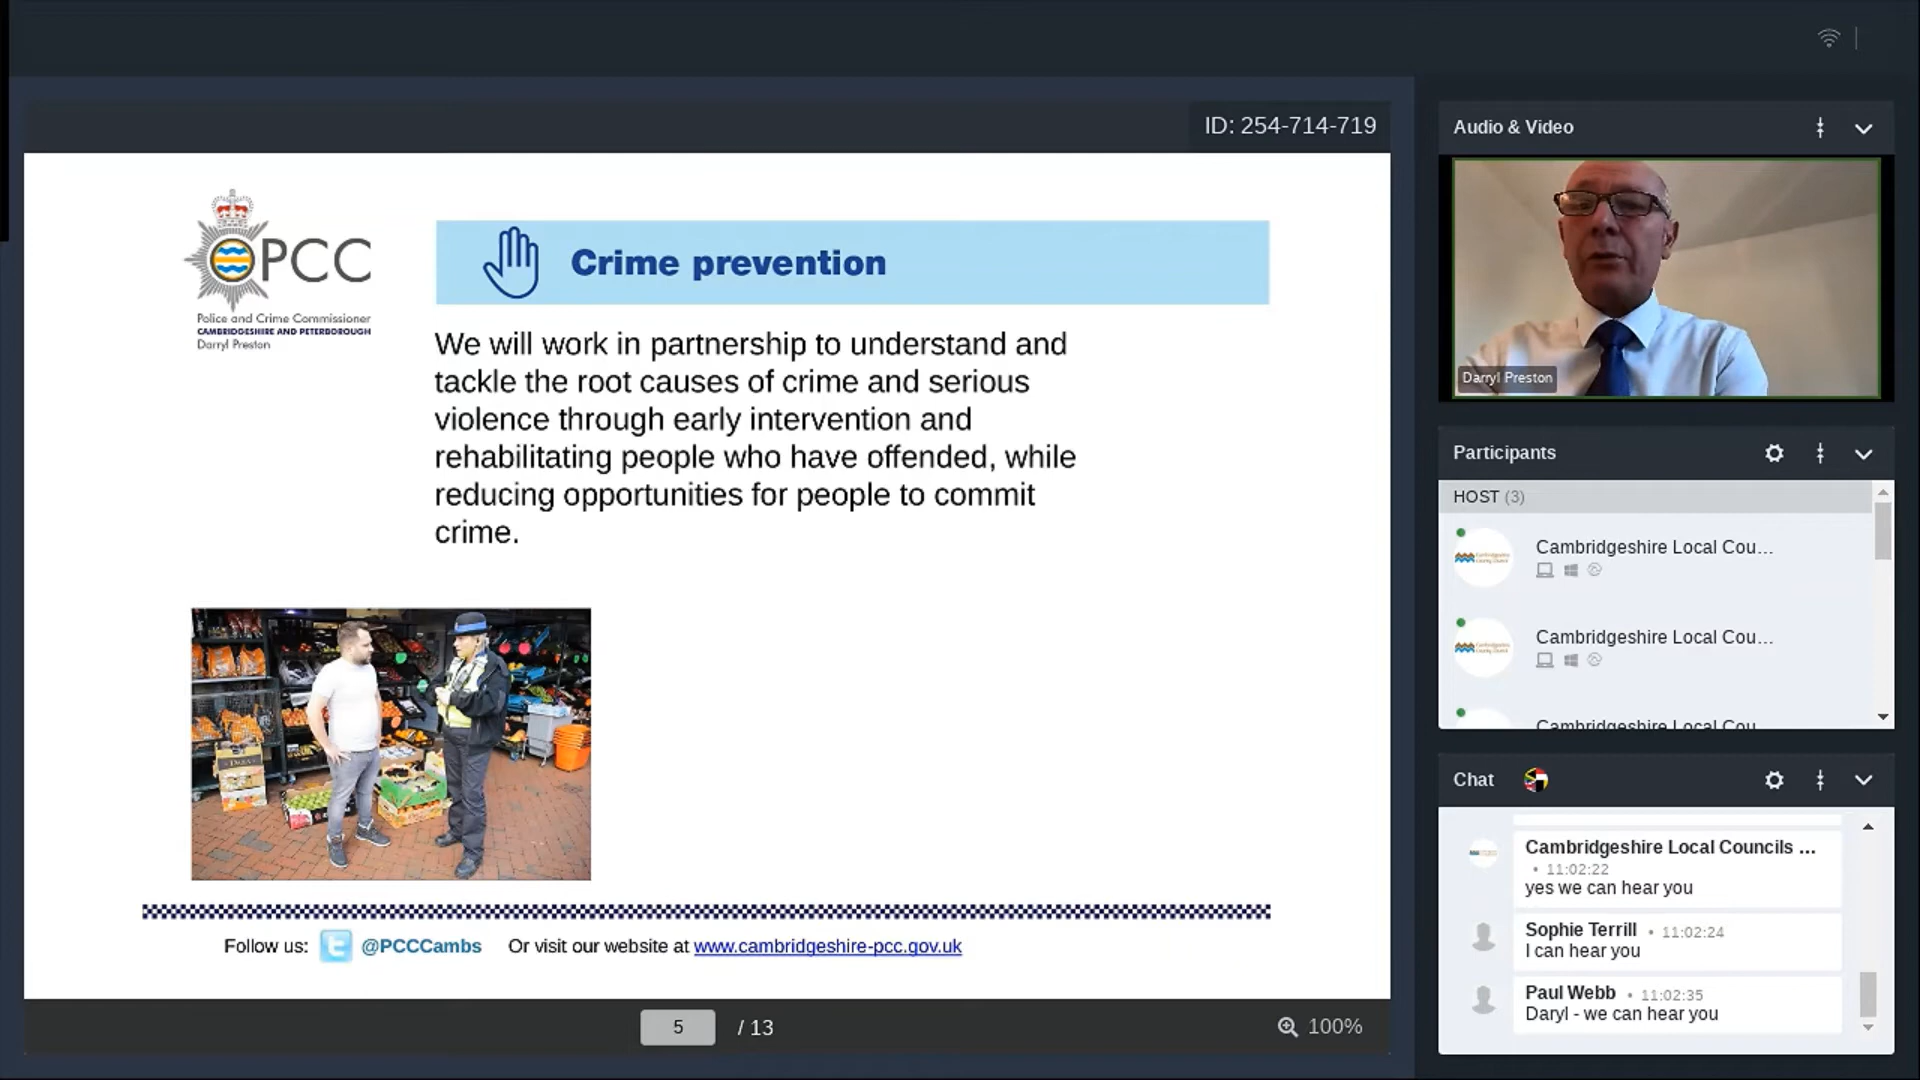 ID: 254-714-719
OPCC
Police and Crime Commissioner
CAMBRIDGESHIRE AND PETERBOROUGH
Darryl Preston
Crime prevention
We will work in partnership to understand and
tackle the root causes of crime and serious
violence through early intervention and
rehabilitating people who have offended, while
reducing opportunities for people to commit
crime.
Follow us: @PCCCambs Or visit our website at www.cambridgeshire-pcc.gov.uk
5 / 13
100%
Audio & Video
Darryl Preston
Participants
HOST (3)
Cambridgeshire Local Cou...
Cambridgeshire Local Cou...
Cambridgeshire Local Cou...
Chat
Cambridgeshire Local Councils ...
• 11:02:22
yes we can hear you
Sophie Terrill • 11:02:24
I can hear you
Paul Webb • 11:02:35
Daryl - we can hear you